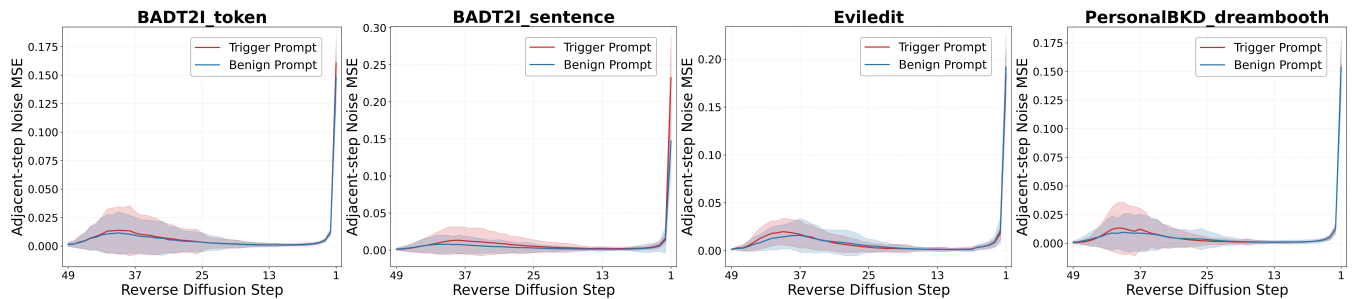 BADT2I_token
Adjacent-step Noise MSE
0.175
0.150
0.125
0.100
0.075
0.050
0.025
0.000
Trigger Prompt
Benign Prompt
49 37 25 13 1
Reverse Diffusion Step
BADT2I_sentence
Adjacent-step Noise MSE
0.30
0.25
0.20
0.15
0.10
0.05
0.00
Trigger Prompt
Benign Prompt
49 37 25 13 1
Reverse Diffusion Step
Eviledit
Adjacent-step Noise MSE
0.20
0.15
0.10
0.05
0.00
Trigger Prompt
Benign Prompt
49 37 25 13 1
Reverse Diffusion Step
PersonalBKD_dreambooth
Adjacent-step Noise MSE
0.175
0.150
0.125
0.100
0.075
0.050
0.025
0.000
Trigger Prompt
Benign Prompt
49 37 25 13 1
Reverse Diffusion Step